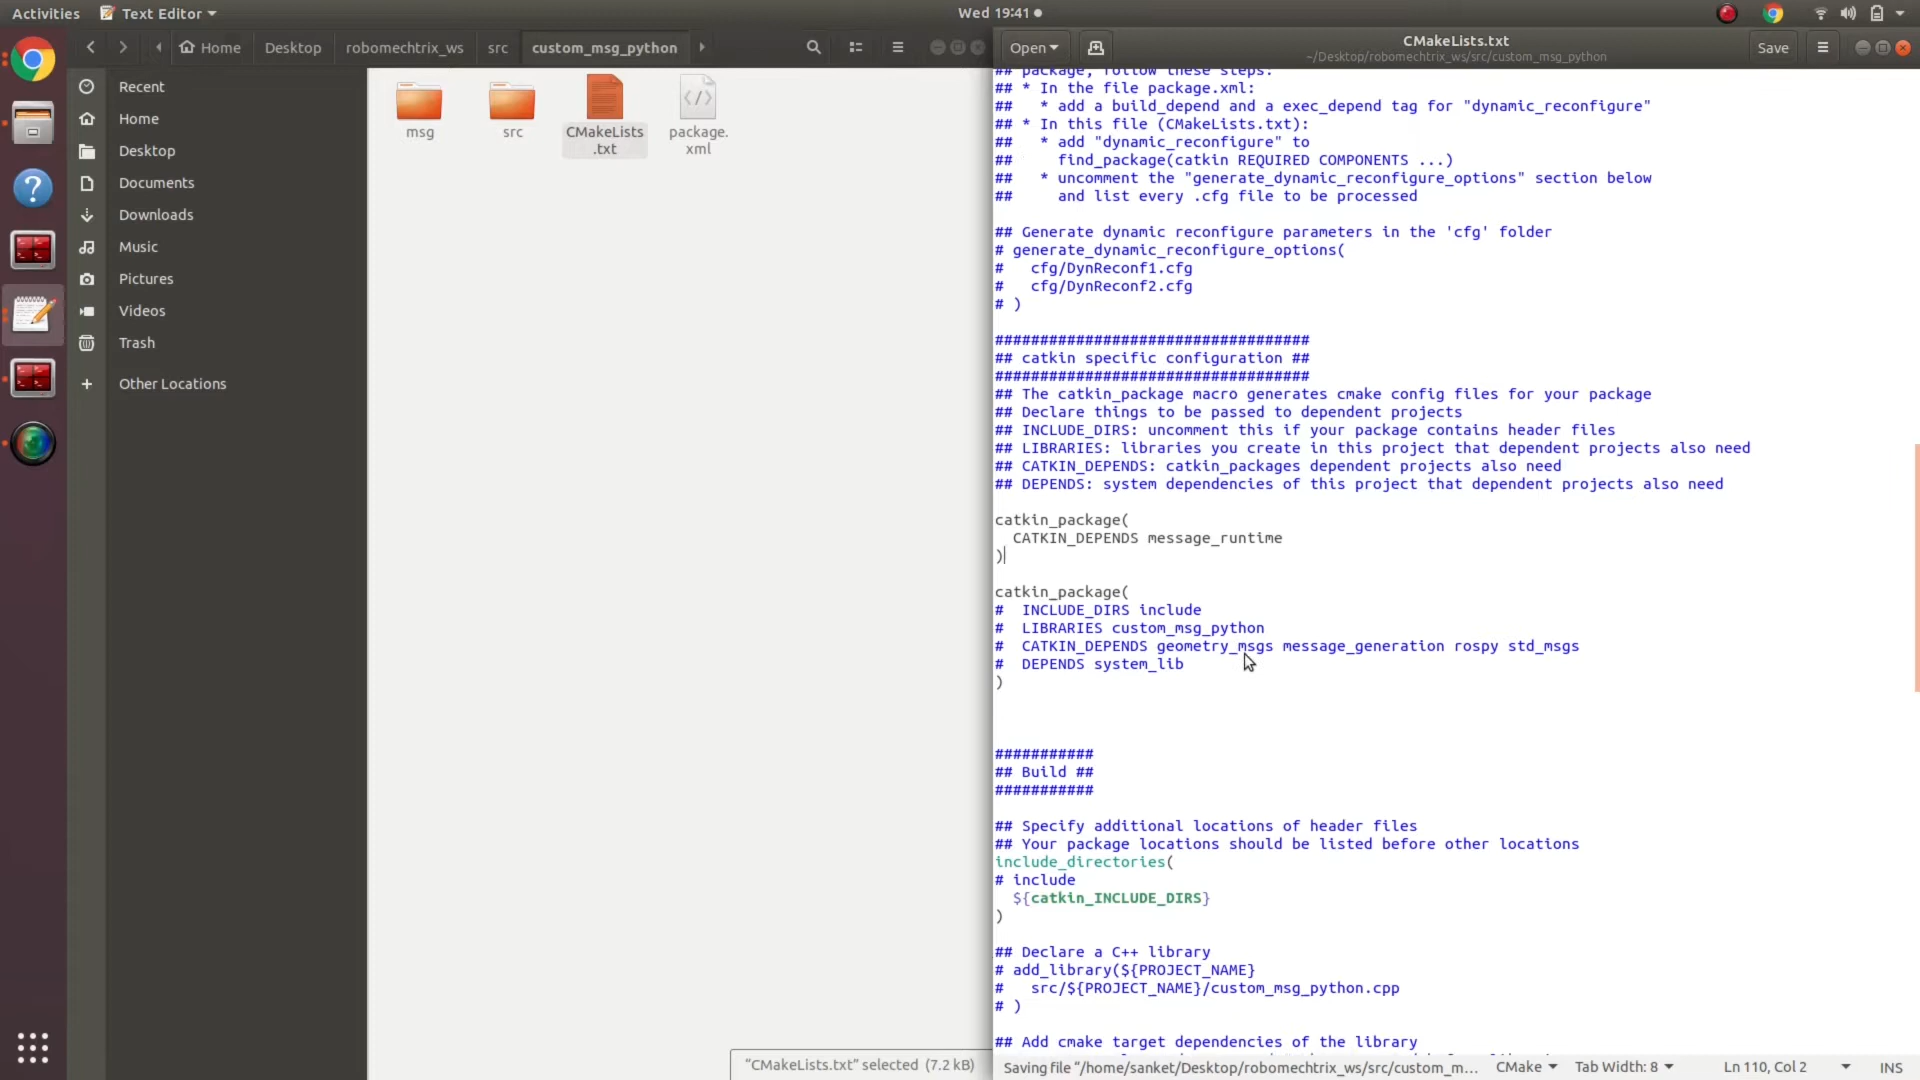 Activities Text Editor Wed 19:41
Home Desktop robomechtrix_ws src custom_msg_python
Open CMakeLists.txt Save
~/Desktop/robomechtrix_ws/src/custom_msg_python
Recent
Home
Desktop
Documents
Downloads
Music
Pictures
Videos
Trash
+ Other Locations
msg
src
CMakeLists
.txt
package.
xml
"CMakeLists.txt" selected (7.2 kB)
## package, follow these steps:
## * In the file package.xml:
##   * add a build_depend and a exec_depend tag for "dynamic_reconfigure"
## * In this file (CMakeLists.txt):
##   * add "dynamic_reconfigure" to
##     find_package(catkin REQUIRED COMPONENTS ...)
##   * uncomment the "generate_dynamic_reconfigure_options" section below
##     and list every .cfg file to be processed
## Generate dynamic reconfigure parameters in the 'cfg' folder
# generate_dynamic_reconfigure_options(
#   cfg/DynReconf1.cfg
#   cfg/DynReconf2.cfg
# )
###################################
## catkin specific configuration ##
###################################
## The catkin_package macro generates cmake config files for your package
## Declare things to be passed to dependent projects
## INCLUDE_DIRS: uncomment this if your package contains header files
## LIBRARIES: libraries you create in this project that dependent projects also need
## CATKIN_DEPENDS: catkin_packages dependent projects also need
## DEPENDS: system dependencies of this project that dependent projects also need
catkin_package(
  CATKIN_DEPENDS message_runtime
)
catkin_package(
#  INCLUDE_DIRS include
#  LIBRARIES custom_msg_python
#  CATKIN_DEPENDS geometry_msgs message_generation rospy std_msgs
#  DEPENDS system_lib
)
###########
## Build ##
###########
## Specify additional locations of header files
## Your package locations should be listed before other locations
include_directories(
# include
  ${catkin_INCLUDE_DIRS}
)
## Declare a C++ library
# add_library(${PROJECT_NAME}
#   src/${PROJECT_NAME}/custom_msg_python.cpp
# )
## Add cmake target dependencies of the library
Saving file "/home/sanket/Desktop/robomechtrix_ws/src/custom_m... CMake Tab Width: 8 Ln 110, Col 2 INS